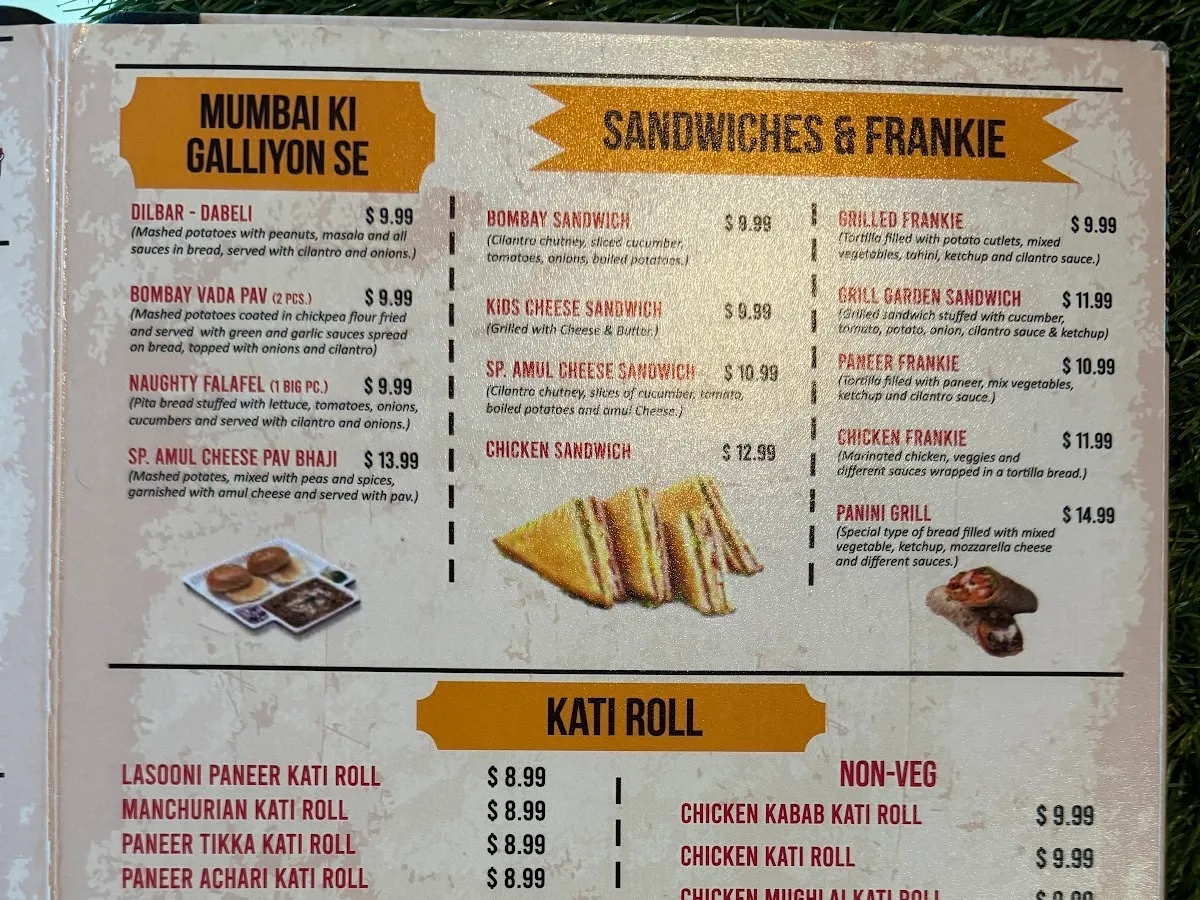 MUMBAI KI
GALLIYON SE
DILBAR - DABELI $ 9.99
(Mashed potatoes with peanuts, masala and all
sauces in bread, served with cilantro and onions.)
BOMBAY VADA PAV (2 PCS.) $ 9.99
(Mashed potatoes coated in chickpea flour fried
and served with green and garlic sauces spread
on bread, topped with onions and cilantro)
NAUGHTY FALAFEL (1 BIG PC.) $ 9.99
(Pita bread stuffed with lettuce, tomatoes, onions,
cucumbers and served with cilantro and onions.)
SP. AMUL CHEESE PAV BHAJI $ 13.99
(Mashed potates, mixed with peas and spices,
garnished with amul cheese and served with pav.)
SANDWICHES & FRANKIE
BOMBAY SANDWICH $ 9.99
(Cilantro chutney, sliced cucumber,
tomatoes, onions, boiled potatoes.)
KIDS CHEESE SANDWICH $ 9.99
(Grilled with Cheese & Butter.)
SP. AMUL CHEESE SANDWICH $ 10.99
(Cilantro chutney, slices of cucumber, tomato,
boiled potatoes and amul Cheese.)
CHICKEN SANDWICH $ 12.99
GRILLED FRANKIE $ 9.99
(Tortilla filled with potato cutlets, mixed
vegetables, tahini, ketchup and cilantro sauce.)
GRILL GARDEN SANDWICH $ 11.99
(Grilled sandwich stuffed with cucumber,
tomato, potato, onion, cilantro sauce & ketchup)
PANEER FRANKIE $ 10.99
(Tortilla filled with paneer, mix vegetables,
ketchup and cilantro sauce.)
CHICKEN FRANKIE $ 11.99
(Marinated chicken, veggies and
different sauces wrapped in a tortilla bread.)
PANINI GRILL $ 14.99
(Special type of bread filled with mixed
vegetable, ketchup, mozzarella cheese
and different sauces.)
KATI ROLL
LASOONI PANEER KATI ROLL $ 8.99
MANCHURIAN KATI ROLL $ 8.99
PANEER TIKKA KATI ROLL $ 8.99
PANEER ACHARI KATI ROLL $ 8.99
NON-VEG
CHICKEN KABAB KATI ROLL $ 9.99
CHICKEN KATI ROLL $ 9.99
CHICKEN MUGHLAI KATI ROLL $ 9.99